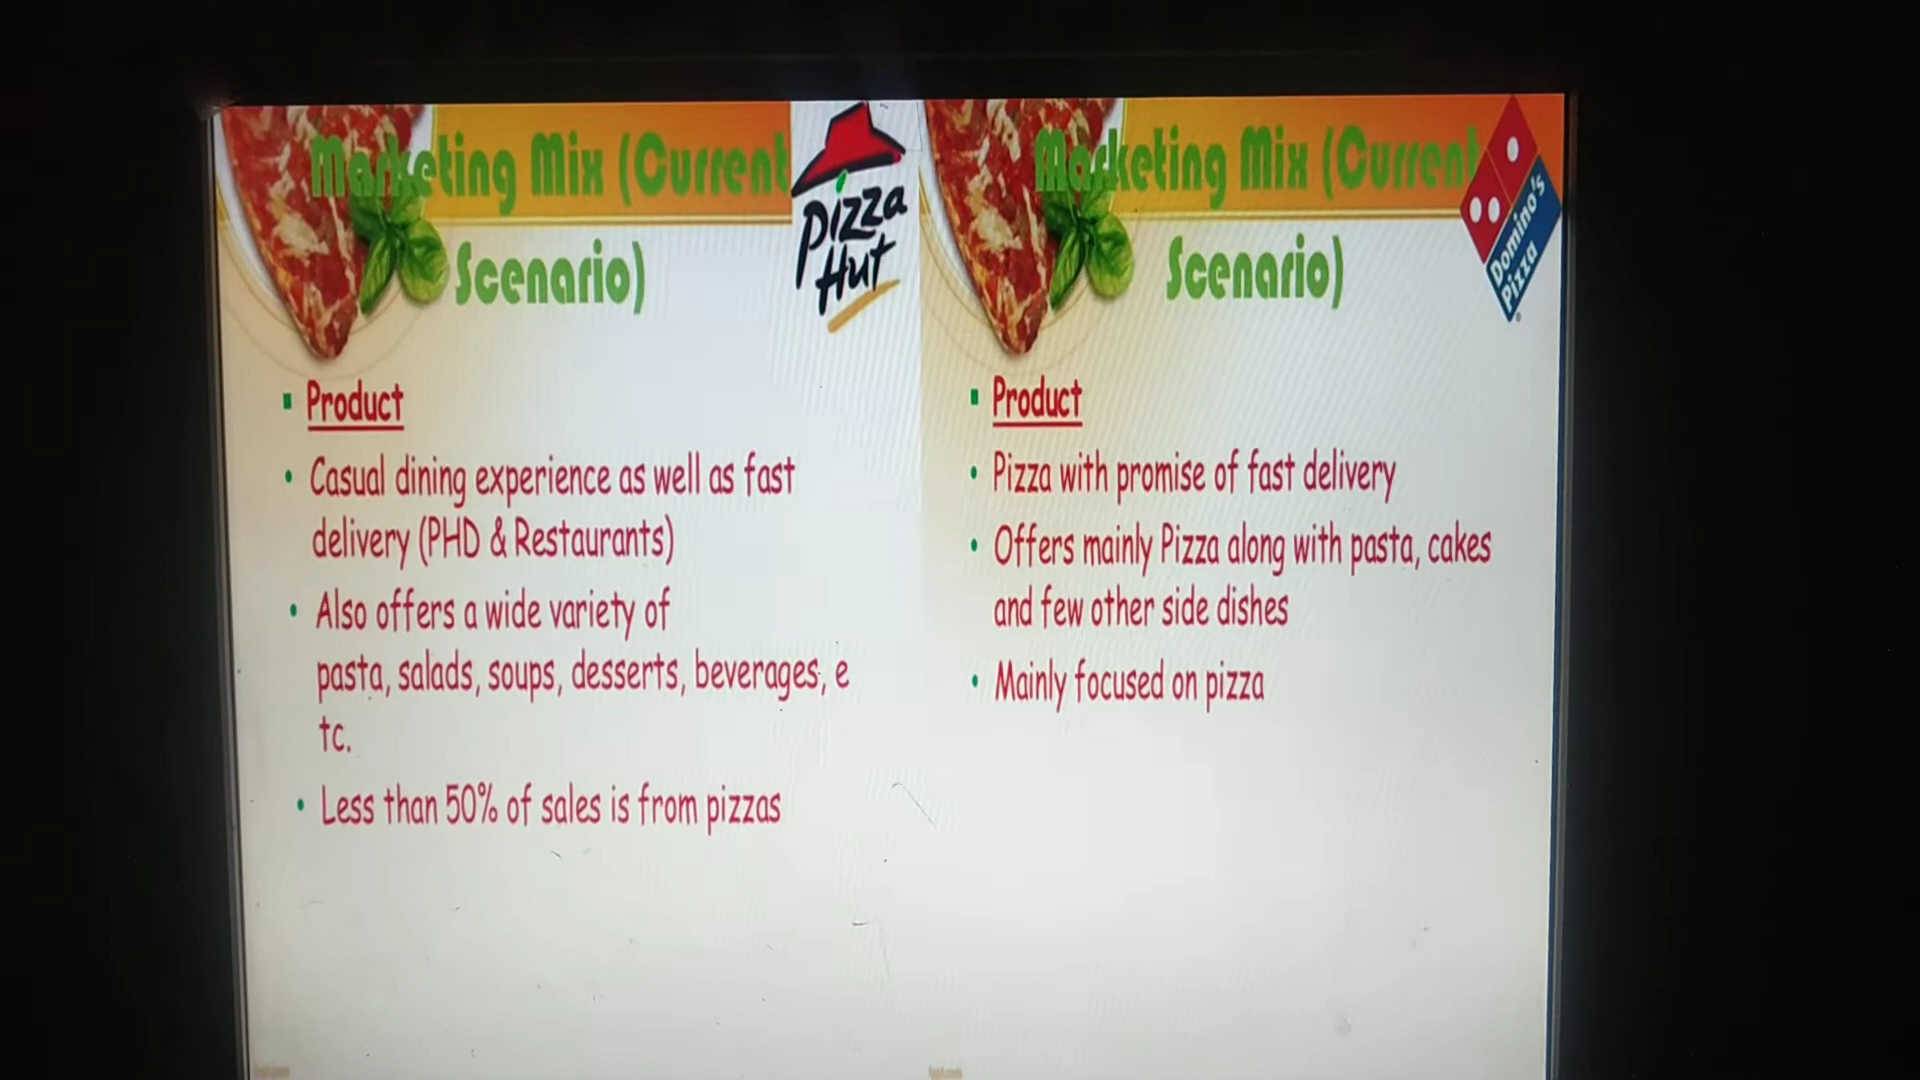 Marketing Mix (Current
Scenario)
Pizza
Hut
Product
Casual dining experience as well as fast
delivery (PHD & Restaurants)
Also offers a wide variety of
pasta, salads, soups, desserts, beverages, e
tc.
Less than 50% of sales is from pizzas
Marketing Mix (Current
Scenario)
Domino's
Pizza
Product
Pizza with promise of fast delivery
Offers mainly Pizza along with pasta, cakes
and few other side dishes
Mainly focused on pizza